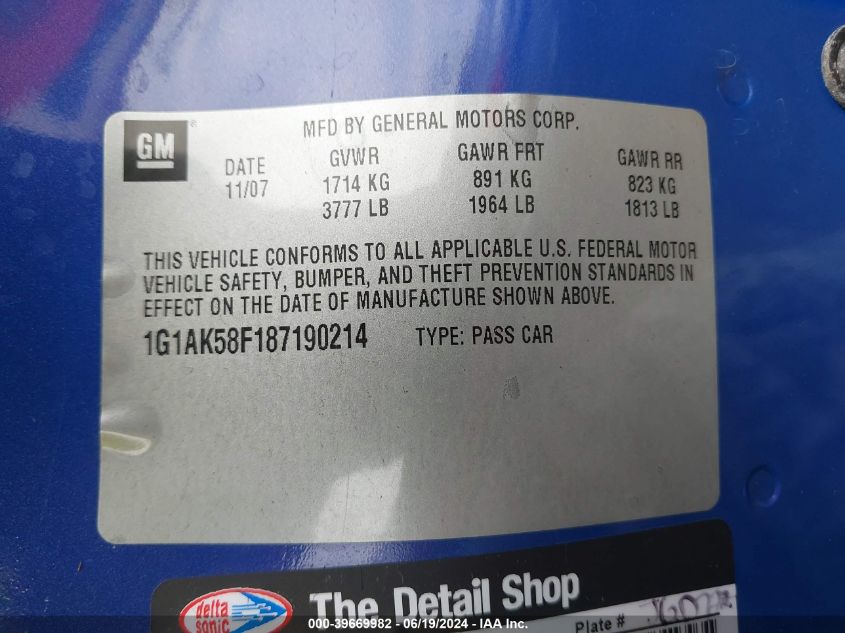 GM
MFD BY GENERAL MOTORS CORP.
DATE GVWR GAWR FRT GAWR RR
11/07 1714 KG 891 KG 823 KG
3777 LB 1964 LB 1813 LB
THIS VEHICLE CONFORMS TO ALL APPLICABLE U.S. FEDERAL MOTOR
VEHICLE SAFETY, BUMPER, AND THEFT PREVENTION STANDARDS IN
EFFECT ON THE DATE OF MANUFACTURE SHOWN ABOVE.
1G1AK58F187190214 TYPE: PASS CAR
delta
sonic
The Detail Shop
Plate #
000-39669982 - 06/19/2024 - IAA Inc.